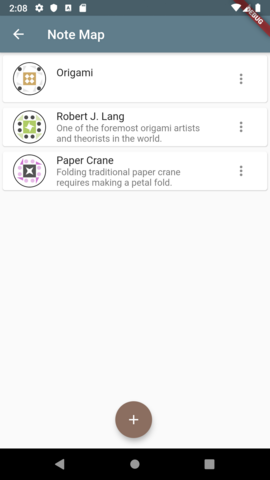 2:08
DEBUG
Note Map
Origami
Robert J. Lang
One of the foremost origami artists
and theorists in the world.
Paper Crane
Folding traditional paper crane
requires making a petal fold.